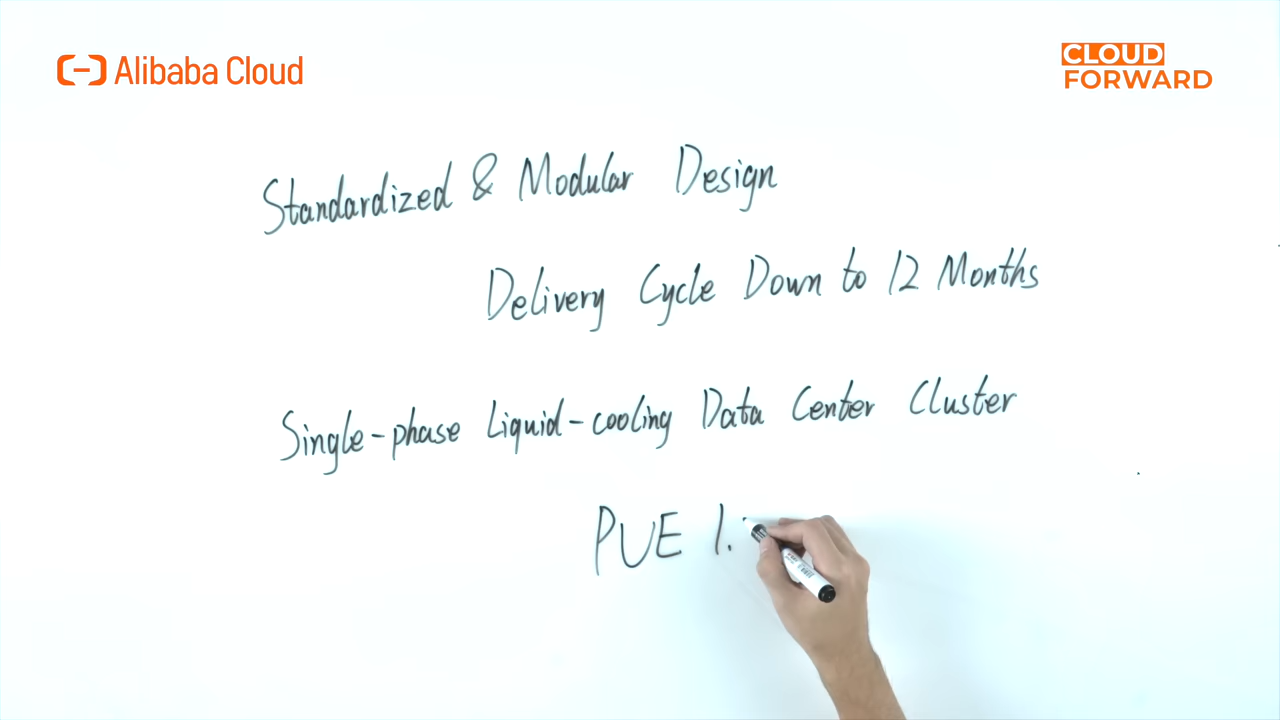 Alibaba Cloud
CLOUD
FORWARD
Standardized & Modular Design
Delivery Cycle Down to 12 Months
Single-phase Liquid-cooling Data Center Cluster
PUE 1.